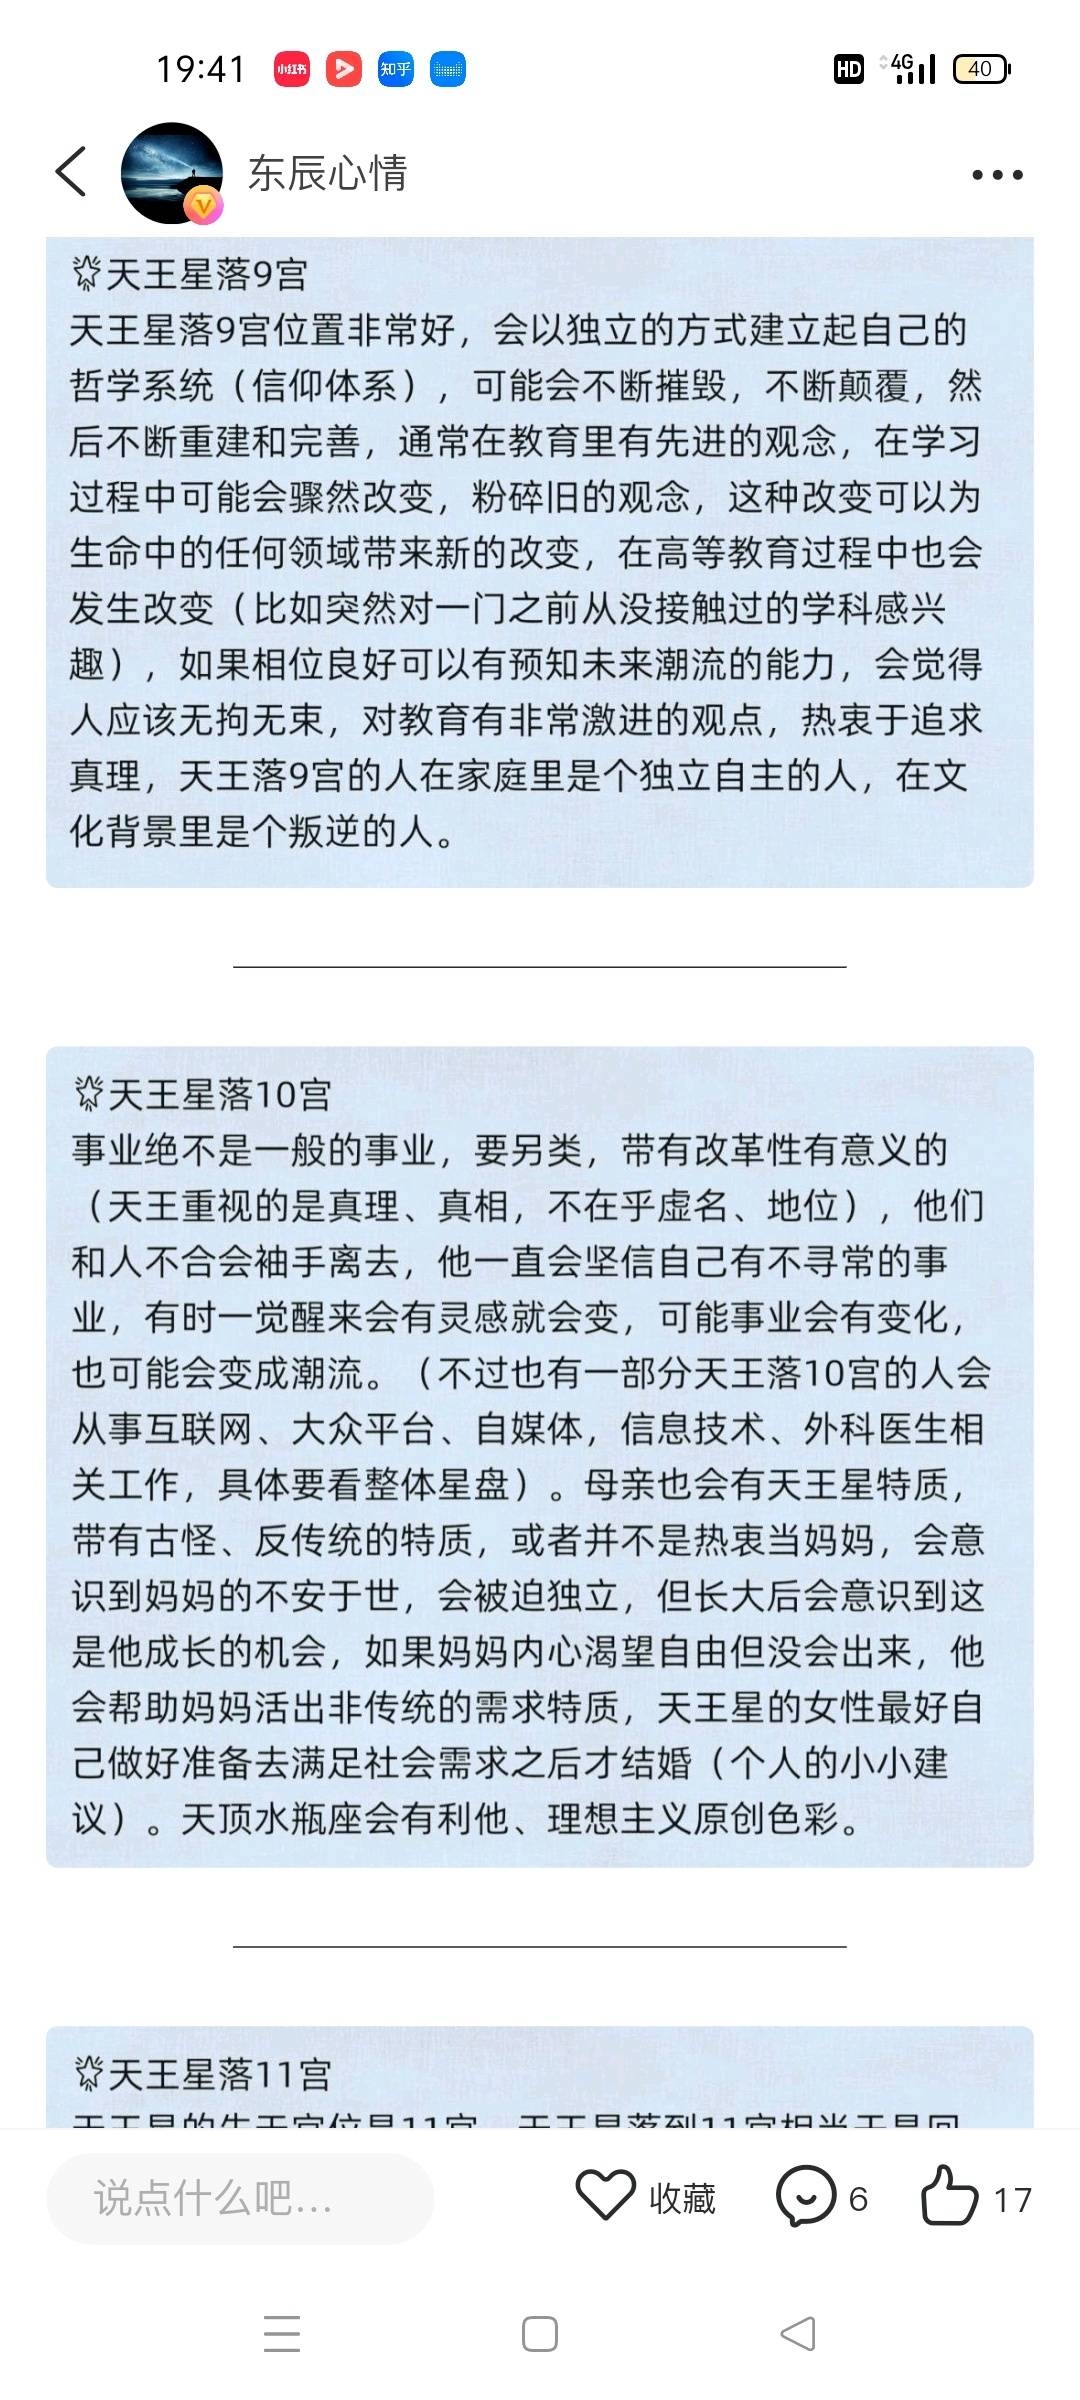 19:41
小红书
知乎
HD
4G
40
东辰心情
天王星落9宫
天王星落9宫位置非常好，会以独立的方式建立起自己的
哲学系统（信仰体系），可能会不断摧毁，不断颠覆，然
后不断重建和完善，通常在教育里有先进的观念，在学习
过程中可能会骤然改变，粉碎旧的观念，这种改变可以为
生命中的任何领域带来新的改变，在高等教育过程中也会
发生改变（比如突然对一门之前从没接触过的学科感兴
趣），如果相位良好可以有预知未来潮流的能力，会觉得
人应该无拘无束，对教育有非常激进的观点，热衷于追求
真理，天王落9宫的人在家庭里是个独立自主的人，在文
化背景里是个叛逆的人。
天王星落10宫
事业绝不是一般的事业，要另类，带有改革性有意义的
（天王重视的是真理、真相，不在乎虚名、地位），他们
和人不合会袖手离去，他一直会坚信自己有不寻常的事
业，有时一觉醒来会有灵感就会变，可能事业会有变化，
也可能会变成潮流。（不过也有一部分天王落10宫的人会
从事互联网、大众平台、自媒体，信息技术、外科医生相
关工作，具体要看整体星盘）。母亲也会有天王星特质，
带有古怪、反传统的特质，或者并不是热衷当妈妈，会意
识到妈妈的不安于世，会被迫独立，但长大后会意识到这
是他成长的机会，如果妈妈内心渴望自由但没会出来，他
会帮助妈妈活出非传统的需求特质，天王星的女性最好自
己做好准备去满足社会需求之后才结婚（个人的小小建
议）。天顶水瓶座会有利他、理想主义原创色彩。
天王星落11宫
天王星的先天宫位是11宫，天王星落到11宫相当于是回
说点什么吧...
收藏
6
17